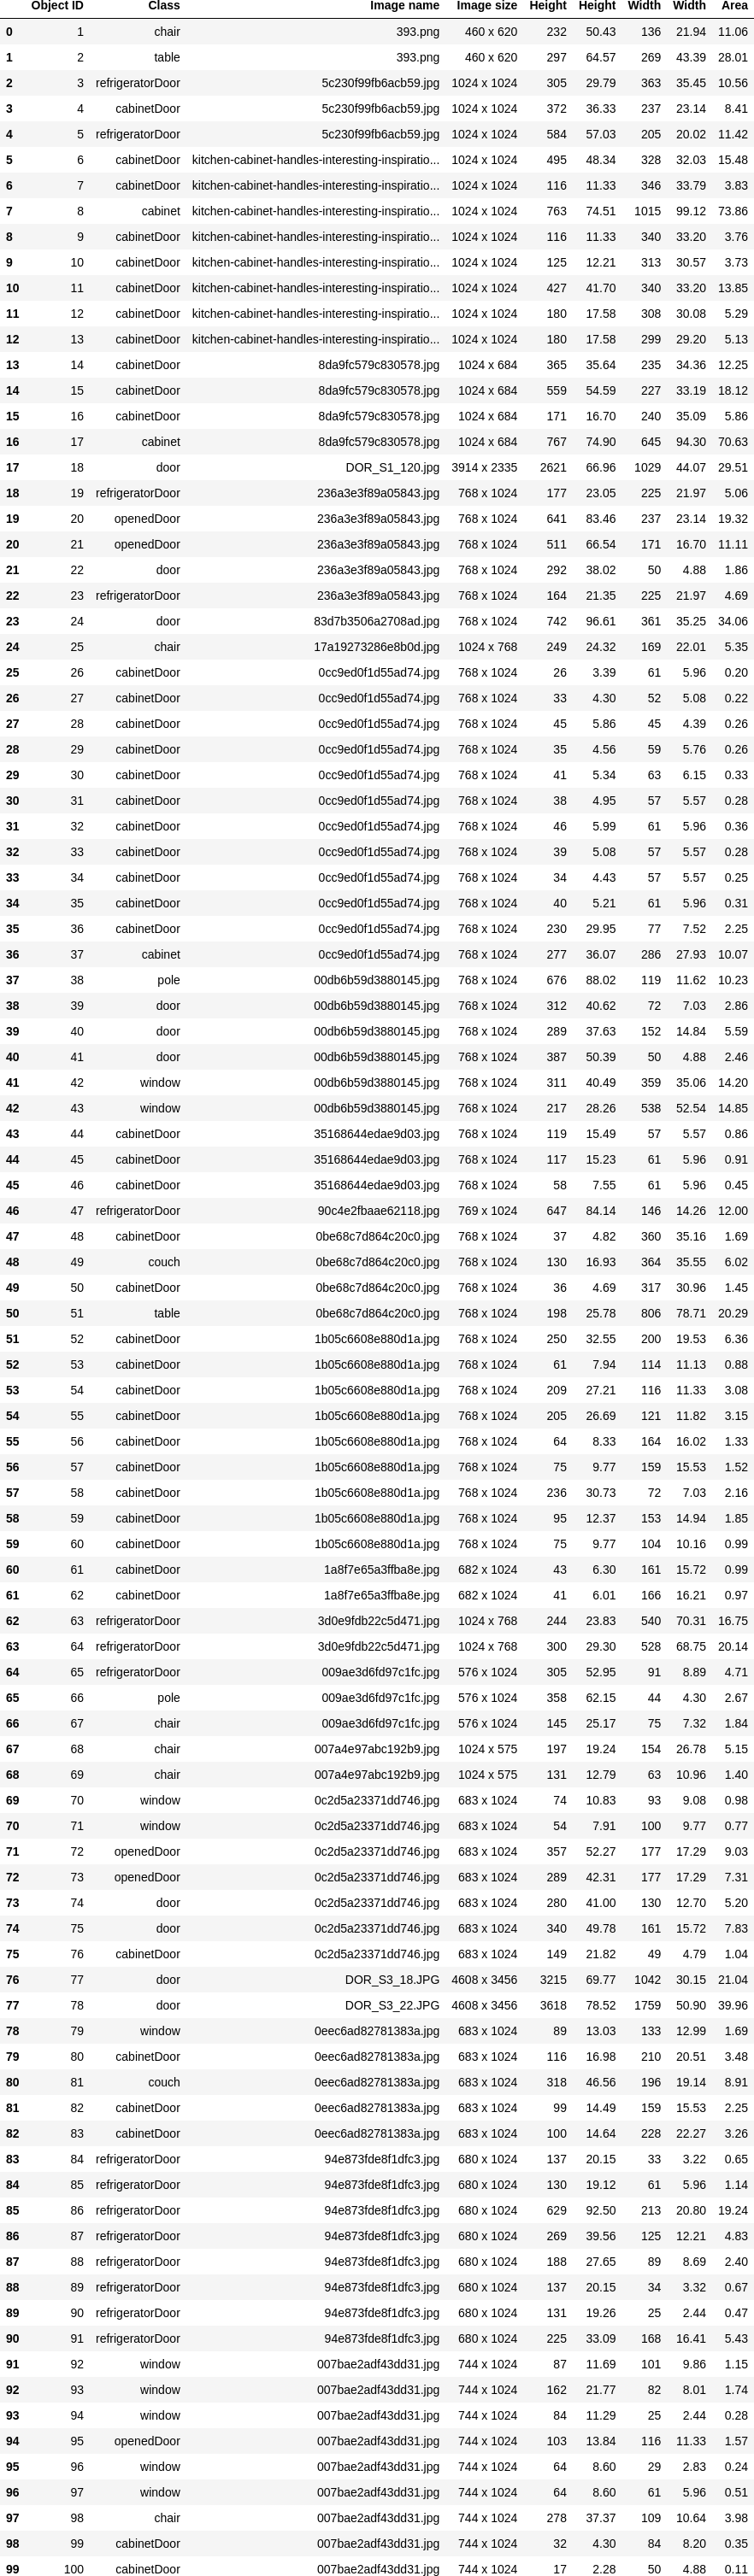 Object ID Class Image name Image size Height Height Width Width Area
0 1 chair 393.png 460 x 620 232 50.43 136 21.94 11.06
1 2 table 393.png 460 x 620 297 64.57 269 43.39 28.01
2 3 refrigeratorDoor 5c230f99fb6acb59.jpg 1024 x 1024 305 29.79 363 35.45 10.56
3 4 cabinetDoor 5c230f99fb6acb59.jpg 1024 x 1024 372 36.33 237 23.14 8.41
4 5 refrigeratorDoor 5c230f99fb6acb59.jpg 1024 x 1024 584 57.03 205 20.02 11.42
5 6 cabinetDoor kitchen-cabinet-handles-interesting-inspiratio... 1024 x 1024 495 48.34 328 32.03 15.48
6 7 cabinetDoor kitchen-cabinet-handles-interesting-inspiratio... 1024 x 1024 116 11.33 346 33.79 3.83
7 8 cabinet kitchen-cabinet-handles-interesting-inspiratio... 1024 x 1024 763 74.51 1015 99.12 73.86
8 9 cabinetDoor kitchen-cabinet-handles-interesting-inspiratio... 1024 x 1024 116 11.33 340 33.20 3.76
9 10 cabinetDoor kitchen-cabinet-handles-interesting-inspiratio... 1024 x 1024 125 12.21 313 30.57 3.73
10 11 cabinetDoor kitchen-cabinet-handles-interesting-inspiratio... 1024 x 1024 427 41.70 340 33.20 13.85
11 12 cabinetDoor kitchen-cabinet-handles-interesting-inspiratio... 1024 x 1024 180 17.58 308 30.08 5.29
12 13 cabinetDoor kitchen-cabinet-handles-interesting-inspiratio... 1024 x 1024 180 17.58 299 29.20 5.13
13 14 cabinetDoor 8da9fc579c830578.jpg 1024 x 684 365 35.64 235 34.36 12.25
14 15 cabinetDoor 8da9fc579c830578.jpg 1024 x 684 559 54.59 227 33.19 18.12
15 16 cabinetDoor 8da9fc579c830578.jpg 1024 x 684 171 16.70 240 35.09 5.86
16 17 cabinet 8da9fc579c830578.jpg 1024 x 684 767 74.90 645 94.30 70.63
17 18 door DOR_S1_120.jpg 3914 x 2335 2621 66.96 1029 44.07 29.51
18 19 refrigeratorDoor 236a3e3f89a05843.jpg 768 x 1024 177 23.05 225 21.97 5.06
19 20 openedDoor 236a3e3f89a05843.jpg 768 x 1024 641 83.46 237 23.14 19.32
20 21 openedDoor 236a3e3f89a05843.jpg 768 x 1024 511 66.54 171 16.70 11.11
21 22 door 236a3e3f89a05843.jpg 768 x 1024 292 38.02 50 4.88 1.86
22 23 refrigeratorDoor 236a3e3f89a05843.jpg 768 x 1024 164 21.35 225 21.97 4.69
23 24 door 83d7b3506a2708ad.jpg 768 x 1024 742 96.61 361 35.25 34.06
24 25 chair 17a19273286e8b0d.jpg 1024 x 768 249 24.32 169 22.01 5.35
25 26 cabinetDoor 0cc9ed0f1d55ad74.jpg 768 x 1024 26 3.39 61 5.96 0.20
26 27 cabinetDoor 0cc9ed0f1d55ad74.jpg 768 x 1024 33 4.30 52 5.08 0.22
27 28 cabinetDoor 0cc9ed0f1d55ad74.jpg 768 x 1024 45 5.86 45 4.39 0.26
28 29 cabinetDoor 0cc9ed0f1d55ad74.jpg 768 x 1024 35 4.56 59 5.76 0.26
29 30 cabinetDoor 0cc9ed0f1d55ad74.jpg 768 x 1024 41 5.34 63 6.15 0.33
30 31 cabinetDoor 0cc9ed0f1d55ad74.jpg 768 x 1024 38 4.95 57 5.57 0.28
31 32 cabinetDoor 0cc9ed0f1d55ad74.jpg 768 x 1024 46 5.99 61 5.96 0.36
32 33 cabinetDoor 0cc9ed0f1d55ad74.jpg 768 x 1024 39 5.08 57 5.57 0.28
33 34 cabinetDoor 0cc9ed0f1d55ad74.jpg 768 x 1024 34 4.43 57 5.57 0.25
34 35 cabinetDoor 0cc9ed0f1d55ad74.jpg 768 x 1024 40 5.21 61 5.96 0.31
35 36 cabinetDoor 0cc9ed0f1d55ad74.jpg 768 x 1024 230 29.95 77 7.52 2.25
36 37 cabinet 0cc9ed0f1d55ad74.jpg 768 x 1024 277 36.07 286 27.93 10.07
37 38 pole 00db6b59d3880145.jpg 768 x 1024 676 88.02 119 11.62 10.23
38 39 door 00db6b59d3880145.jpg 768 x 1024 312 40.62 72 7.03 2.86
39 40 door 00db6b59d3880145.jpg 768 x 1024 289 37.63 152 14.84 5.59
40 41 door 00db6b59d3880145.jpg 768 x 1024 387 50.39 50 4.88 2.46
41 42 window 00db6b59d3880145.jpg 768 x 1024 311 40.49 359 35.06 14.20
42 43 window 00db6b59d3880145.jpg 768 x 1024 217 28.26 538 52.54 14.85
43 44 cabinetDoor 35168644edae9d03.jpg 768 x 1024 119 15.49 57 5.57 0.86
44 45 cabinetDoor 35168644edae9d03.jpg 768 x 1024 117 15.23 61 5.96 0.91
45 46 cabinetDoor 35168644edae9d03.jpg 768 x 1024 58 7.55 61 5.96 0.45
46 47 refrigeratorDoor 90c4e2fbaae62118.jpg 769 x 1024 647 84.14 146 14.26 12.00
47 48 cabinetDoor 0be68c7d864c20c0.jpg 768 x 1024 37 4.82 360 35.16 1.69
48 49 couch 0be68c7d864c20c0.jpg 768 x 1024 130 16.93 364 35.55 6.02
49 50 cabinetDoor 0be68c7d864c20c0.jpg 768 x 1024 36 4.69 317 30.96 1.45
50 51 table 0be68c7d864c20c0.jpg 768 x 1024 198 25.78 806 78.71 20.29
51 52 cabinetDoor 1b05c6608e880d1a.jpg 768 x 1024 250 32.55 200 19.53 6.36
52 53 cabinetDoor 1b05c6608e880d1a.jpg 768 x 1024 61 7.94 114 11.13 0.88
53 54 cabinetDoor 1b05c6608e880d1a.jpg 768 x 1024 209 27.21 116 11.33 3.08
54 55 cabinetDoor 1b05c6608e880d1a.jpg 768 x 1024 205 26.69 121 11.82 3.15
55 56 cabinetDoor 1b05c6608e880d1a.jpg 768 x 1024 64 8.33 164 16.02 1.33
56 57 cabinetDoor 1b05c6608e880d1a.jpg 768 x 1024 75 9.77 159 15.53 1.52
57 58 cabinetDoor 1b05c6608e880d1a.jpg 768 x 1024 236 30.73 72 7.03 2.16
58 59 cabinetDoor 1b05c6608e880d1a.jpg 768 x 1024 95 12.37 153 14.94 1.85
59 60 cabinetDoor 1b05c6608e880d1a.jpg 768 x 1024 75 9.77 104 10.16 0.99
60 61 cabinetDoor 1a8f7e65a3ffba8e.jpg 682 x 1024 43 6.30 161 15.72 0.99
61 62 cabinetDoor 1a8f7e65a3ffba8e.jpg 682 x 1024 41 6.01 166 16.21 0.97
62 63 refrigeratorDoor 3d0e9fdb22c5d471.jpg 1024 x 768 244 23.83 540 70.31 16.75
63 64 refrigeratorDoor 3d0e9fdb22c5d471.jpg 1024 x 768 300 29.30 528 68.75 20.14
64 65 refrigeratorDoor 009ae3d6fd97c1fc.jpg 576 x 1024 305 52.95 91 8.89 4.71
65 66 pole 009ae3d6fd97c1fc.jpg 576 x 1024 358 62.15 44 4.30 2.67
66 67 chair 009ae3d6fd97c1fc.jpg 576 x 1024 145 25.17 75 7.32 1.84
67 68 chair 007a4e97abc192b9.jpg 1024 x 575 197 19.24 154 26.78 5.15
68 69 chair 007a4e97abc192b9.jpg 1024 x 575 131 12.79 63 10.96 1.40
69 70 window 0c2d5a23371dd746.jpg 683 x 1024 74 10.83 93 9.08 0.98
70 71 window 0c2d5a23371dd746.jpg 683 x 1024 54 7.91 100 9.77 0.77
71 72 openedDoor 0c2d5a23371dd746.jpg 683 x 1024 357 52.27 177 17.29 9.03
72 73 openedDoor 0c2d5a23371dd746.jpg 683 x 1024 289 42.31 177 17.29 7.31
73 74 door 0c2d5a23371dd746.jpg 683 x 1024 280 41.00 130 12.70 5.20
74 75 door 0c2d5a23371dd746.jpg 683 x 1024 340 49.78 161 15.72 7.83
75 76 cabinetDoor 0c2d5a23371dd746.jpg 683 x 1024 149 21.82 49 4.79 1.04
76 77 door DOR_S3_18.JPG 4608 x 3456 3215 69.77 1042 30.15 21.04
77 78 door DOR_S3_22.JPG 4608 x 3456 3618 78.52 1759 50.90 39.96
78 79 window 0eec6ad82781383a.jpg 683 x 1024 89 13.03 133 12.99 1.69
79 80 cabinetDoor 0eec6ad82781383a.jpg 683 x 1024 116 16.98 210 20.51 3.48
80 81 couch 0eec6ad82781383a.jpg 683 x 1024 318 46.56 196 19.14 8.91
81 82 cabinetDoor 0eec6ad82781383a.jpg 683 x 1024 99 14.49 159 15.53 2.25
82 83 cabinetDoor 0eec6ad82781383a.jpg 683 x 1024 100 14.64 228 22.27 3.26
83 84 refrigeratorDoor 94e873fde8f1dfc3.jpg 680 x 1024 137 20.15 33 3.22 0.65
84 85 refrigeratorDoor 94e873fde8f1dfc3.jpg 680 x 1024 130 19.12 61 5.96 1.14
85 86 refrigeratorDoor 94e873fde8f1dfc3.jpg 680 x 1024 629 92.50 213 20.80 19.24
86 87 refrigeratorDoor 94e873fde8f1dfc3.jpg 680 x 1024 269 39.56 125 12.21 4.83
87 88 refrigeratorDoor 94e873fde8f1dfc3.jpg 680 x 1024 188 27.65 89 8.69 2.40
88 89 refrigeratorDoor 94e873fde8f1dfc3.jpg 680 x 1024 137 20.15 34 3.32 0.67
89 90 refrigeratorDoor 94e873fde8f1dfc3.jpg 680 x 1024 131 19.26 25 2.44 0.47
90 91 refrigeratorDoor 94e873fde8f1dfc3.jpg 680 x 1024 225 33.09 168 16.41 5.43
91 92 window 007bae2adf43dd31.jpg 744 x 1024 87 11.69 101 9.86 1.15
92 93 window 007bae2adf43dd31.jpg 744 x 1024 162 21.77 82 8.01 1.74
93 94 window 007bae2adf43dd31.jpg 744 x 1024 84 11.29 25 2.44 0.28
94 95 openedDoor 007bae2adf43dd31.jpg 744 x 1024 103 13.84 116 11.33 1.57
95 96 window 007bae2adf43dd31.jpg 744 x 1024 64 8.60 29 2.83 0.24
96 97 window 007bae2adf43dd31.jpg 744 x 1024 64 8.60 61 5.96 0.51
97 98 chair 007bae2adf43dd31.jpg 744 x 1024 278 37.37 109 10.64 3.98
98 99 cabinetDoor 007bae2adf43dd31.jpg 744 x 1024 32 4.30 84 8.20 0.35
99 100 cabinetDoor 007bae2adf43dd31.jpg 744 x 1024 17 2.28 50 4.88 0.11